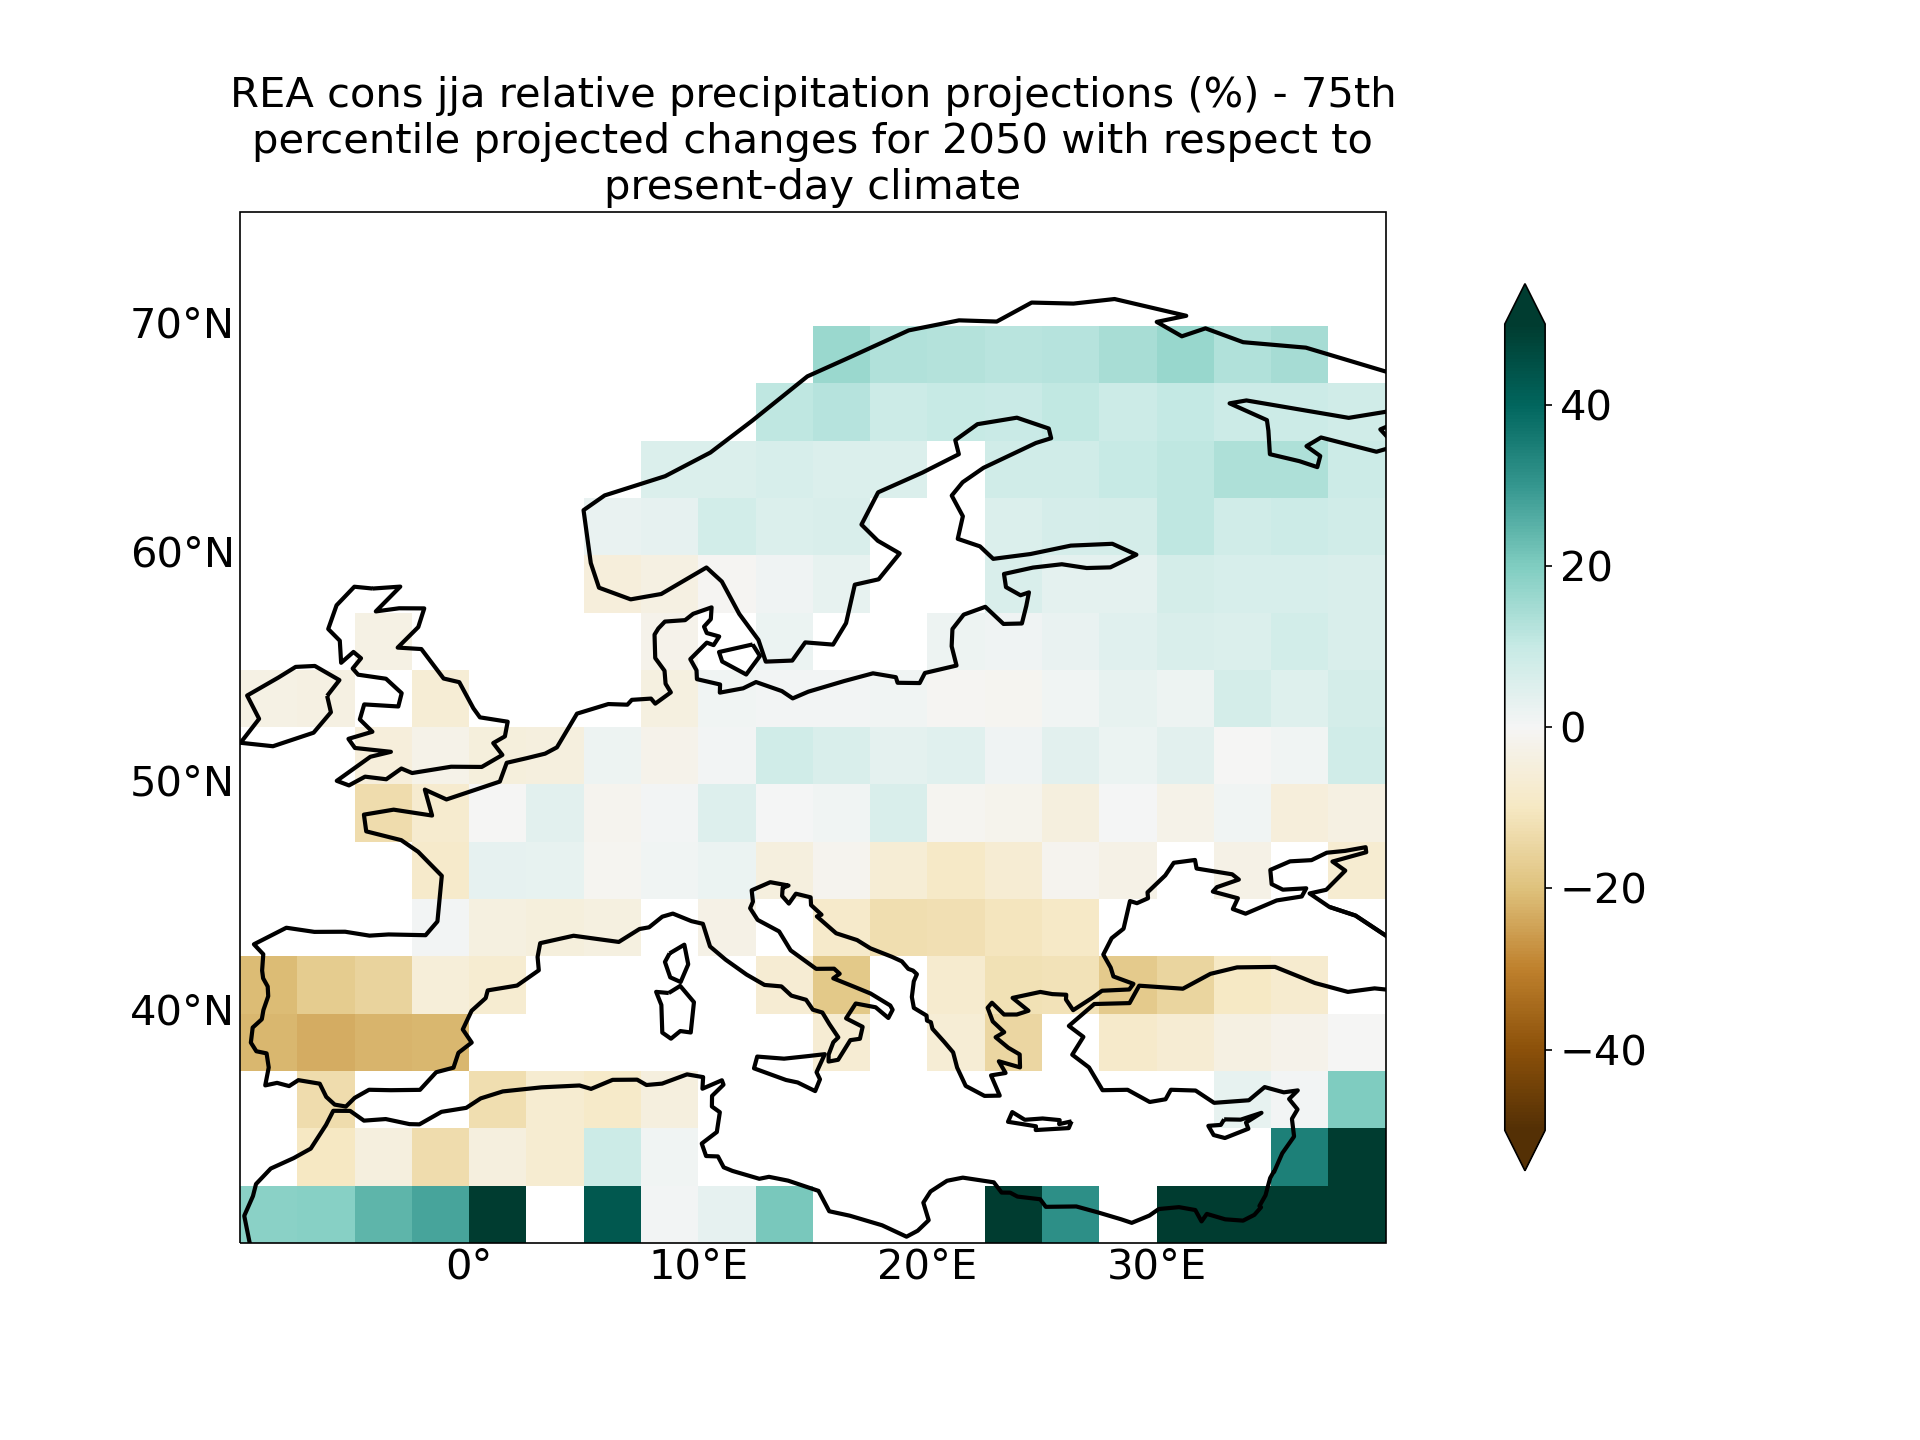 REA cons jja relative precipitation projections (%) - 75th
percentile projected changes for 2050 with respect to
present-day climate
70°N
60°N
50°N
40°N
0°
10°E
20°E
30°E
40
20
0
−20
−40